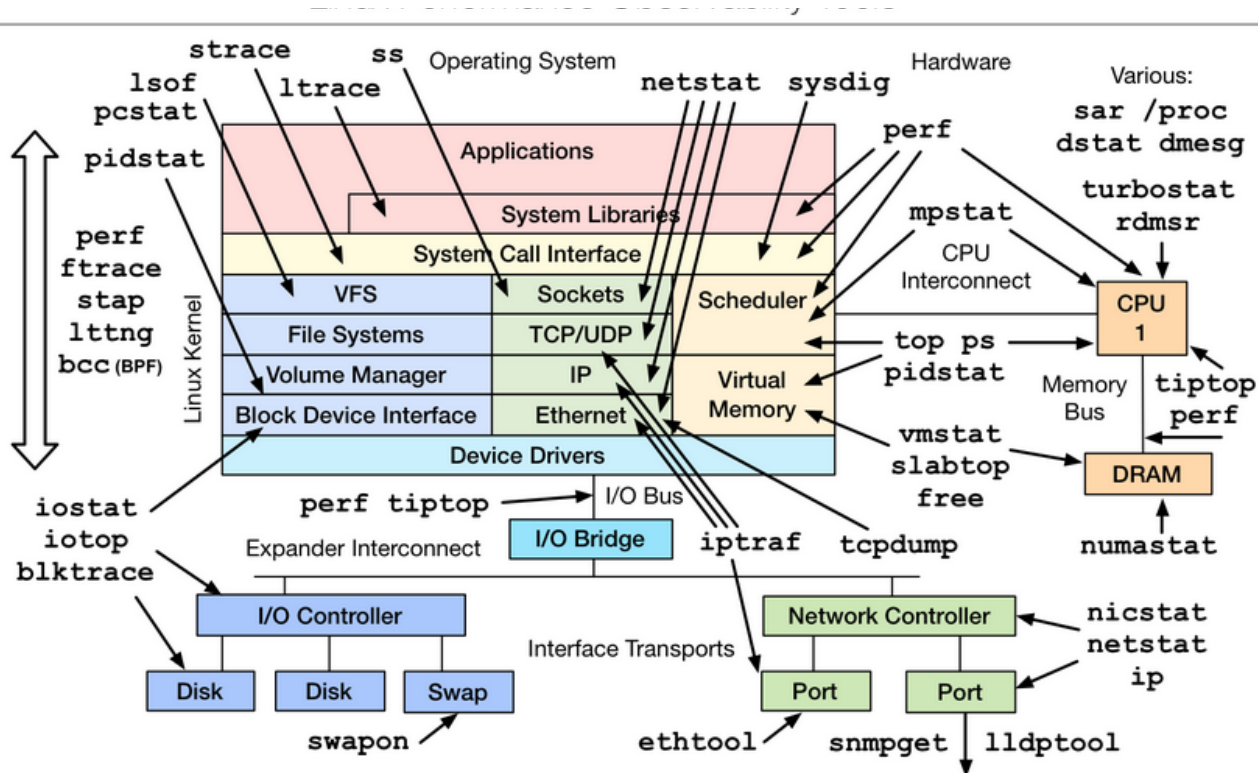 strace
ss
Operating System
Hardware
lsof
pcstat
ltrace
netstat
sysdig
Various:
sar /proc
dstat dmesg
pidstat
Applications
perf
turbostat
rdmsr
System Libraries
mpstat
perf
ftrace
stap
lttng
bcc (BPF)
Linux Kernel
System Call Interface
CPU
Interconnect
VFS
Sockets
Scheduler
CPU
1
File Systems
TCP/UDP
top ps
pidstat
Volume Manager
IP
Virtual
Memory
Memory
Bus
tiptop
perf
Block Device Interface
Ethernet
vmstat
slabtop
free
Device Drivers
DRAM
iostat
iotop
blktrace
perf tiptop
I/O Bus
Expander Interconnect
I/O Bridge
iptraf
tcpdump
numastat
I/O Controller
Network Controller
nicstat
netstat
ip
Interface Transports
Disk
Disk
Swap
Port
Port
swapon
ethtool
snmpget
lldptool